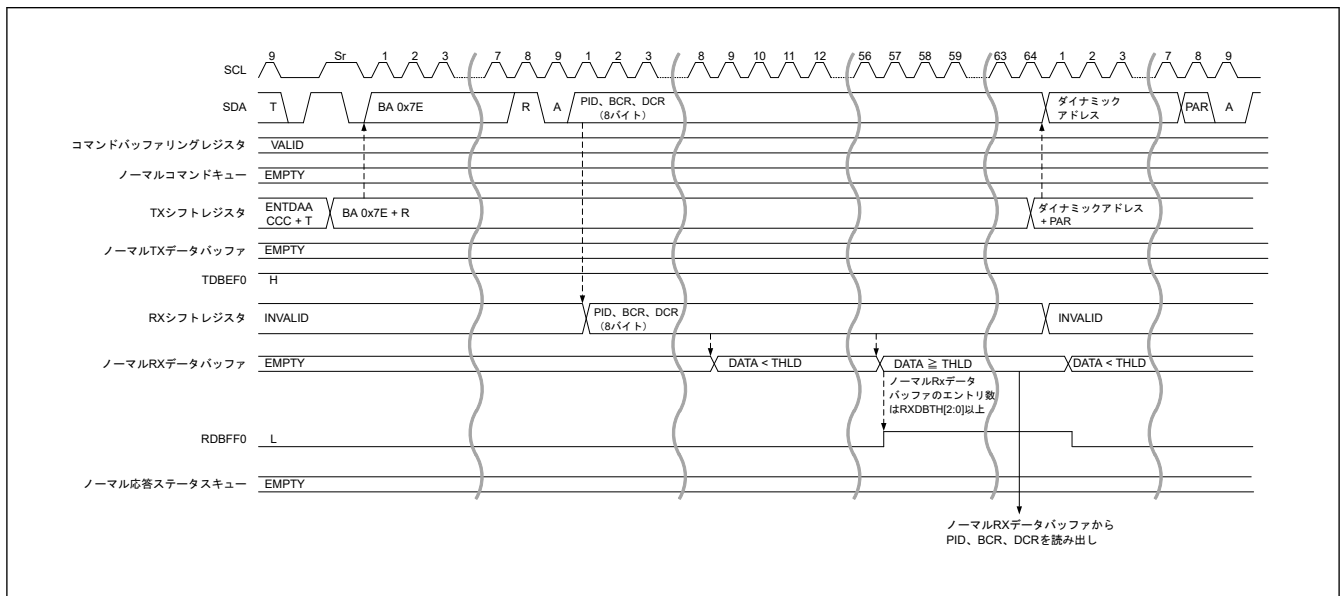 9 Sr 1 2 3 7 8 9 1 2 3 8 9 10 11 12 56 57 58 59 63 64 1 2 3 7 8 9
SCL
SDA T BA 0x7E R A PID、BCR、DCR ダイナミック PAR A
(8バイト) アドレス
コマンドバッファリングレジスタ VALID
ノーマルコマンドキュー EMPTY
TXシフトレジスタ ENTDAA BA 0x7E + R ダイナミックアドレス
CCC + T + PAR
ノーマルTXデータバッファ EMPTY
TDBEF0 H
RXシフトレジスタ INVALID PID、BCR、DCR INVALID
(8バイト)
ノーマルRXデータバッファ EMPTY DATA < THLD DATA ≧ THLD DATA < THLD
ノーマルRxデータ
バッファのエントリ数
はRXDBTH[2:0]以上
RDBFF0 L
ノーマル応答ステータスキュー EMPTY
ノーマルRXデータバッファから
PID、BCR、DCRを読み出し